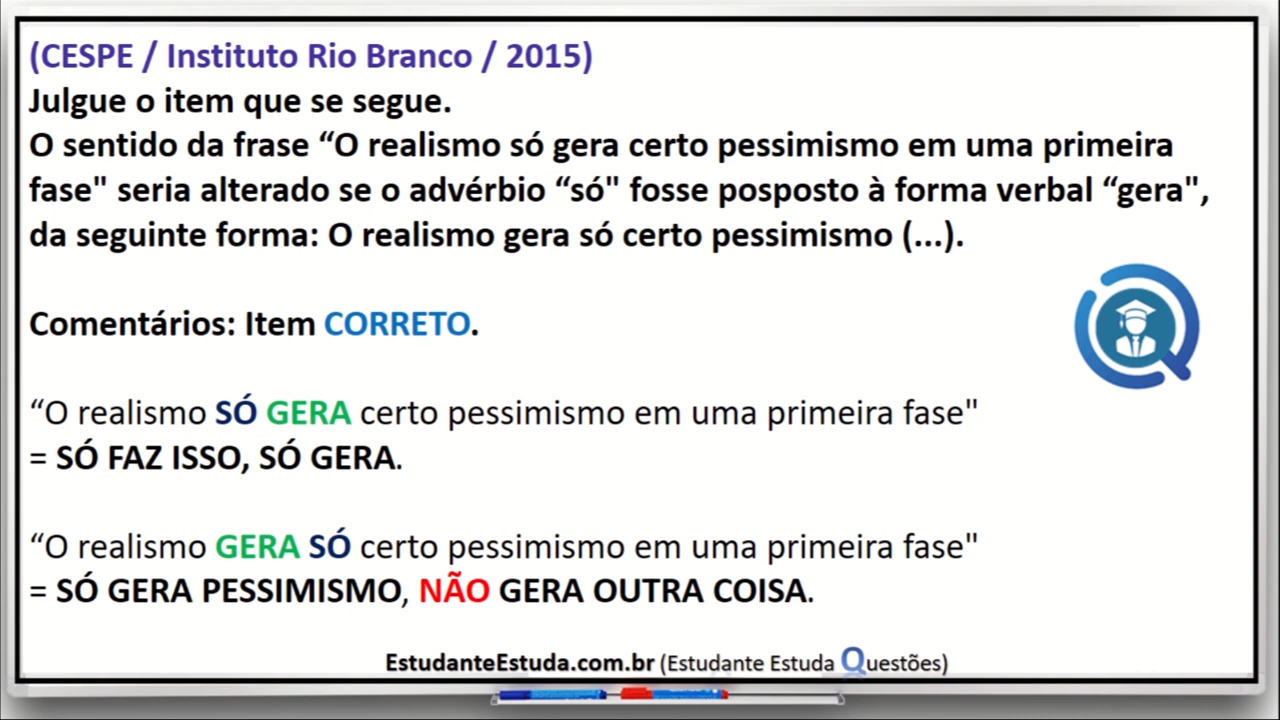 (CESPE / Instituto Rio Branco / 2015)
Julgue o item que se segue.
O sentido da frase “O realismo só gera certo pessimismo em uma primeira
fase" seria alterado se o advérbio “só" fosse posposto à forma verbal “gera",
da seguinte forma: O realismo gera só certo pessimismo (...).
Comentários: Item CORRETO.
“O realismo SÓ GERA certo pessimismo em uma primeira fase"
= SÓ FAZ ISSO, SÓ GERA.
“O realismo GERA SÓ certo pessimismo em uma primeira fase"
= SÓ GERA PESSIMISMO, NÃO GERA OUTRA COISA.
EstudanteEstuda.com.br (Estudante Estuda Questões)